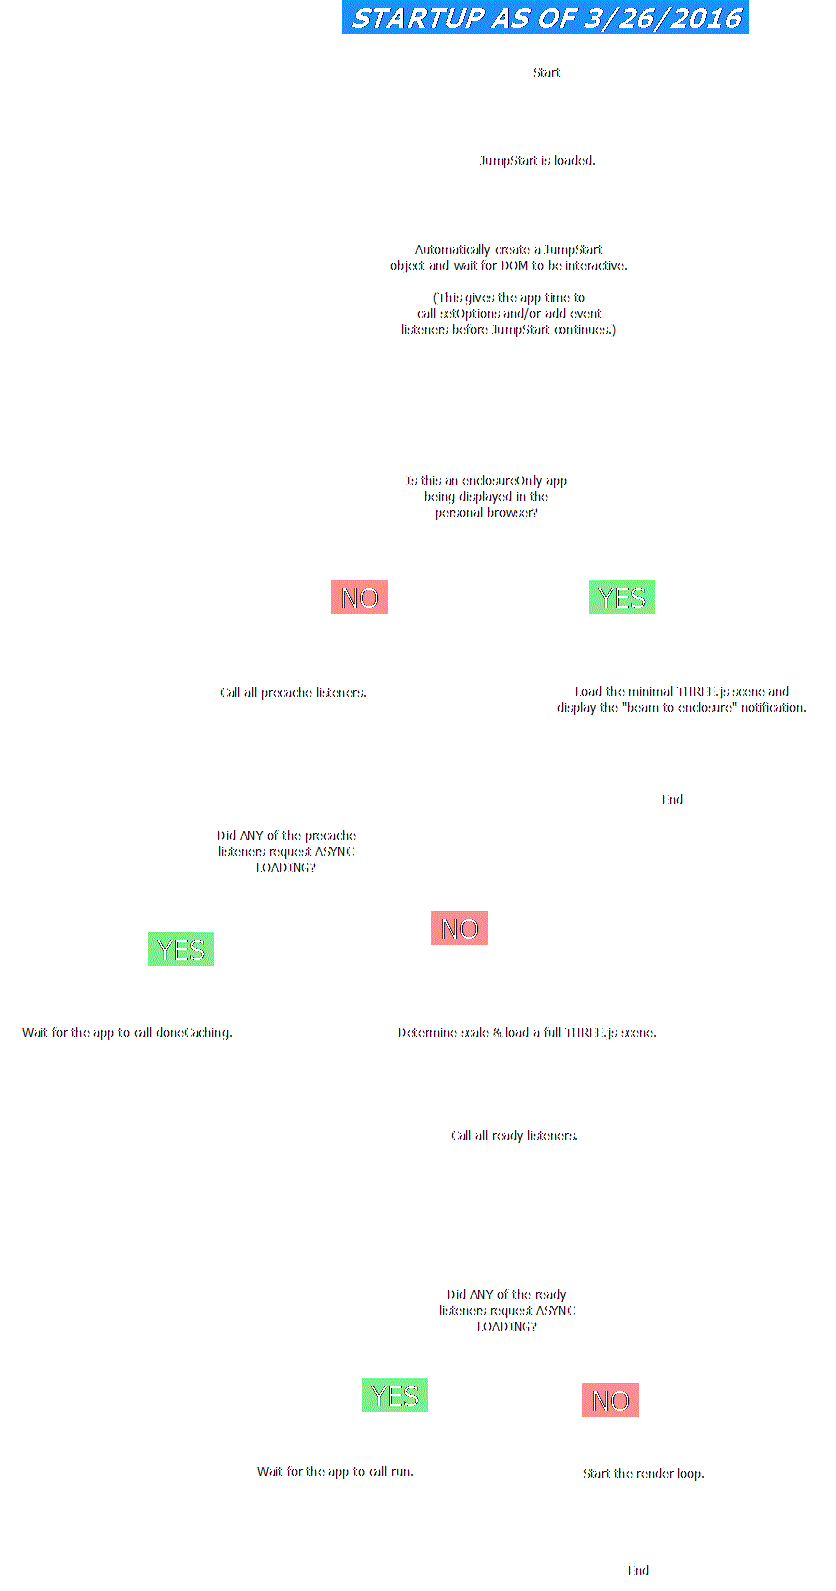 STARTUP AS OF 3/26/2016
Start
JumpStart is loaded.
Automatically create a JumpStart
object and wait for DOM to be interactive.
(This gives the app time to
call setOptions and/or add event
listeners before JumpStart continues.)
Is this an enclosureOnly app
being displayed in the
personal browser?
NO
YES
Call all precache listeners.
Load the minimal THREE.js scene and
display the "beam to enclosure" notification.
End
Did ANY of the precache
listeners request ASYNC
LOADING?
NO
YES
Wait for the app to call doneCaching.
Determine scale & load a full THREE.js scene.
Call all ready listeners.
Did ANY of the ready
listeners request ASYNC
LOADING?
YES
NO
Wait for the app to call run.
Start the render loop.
End